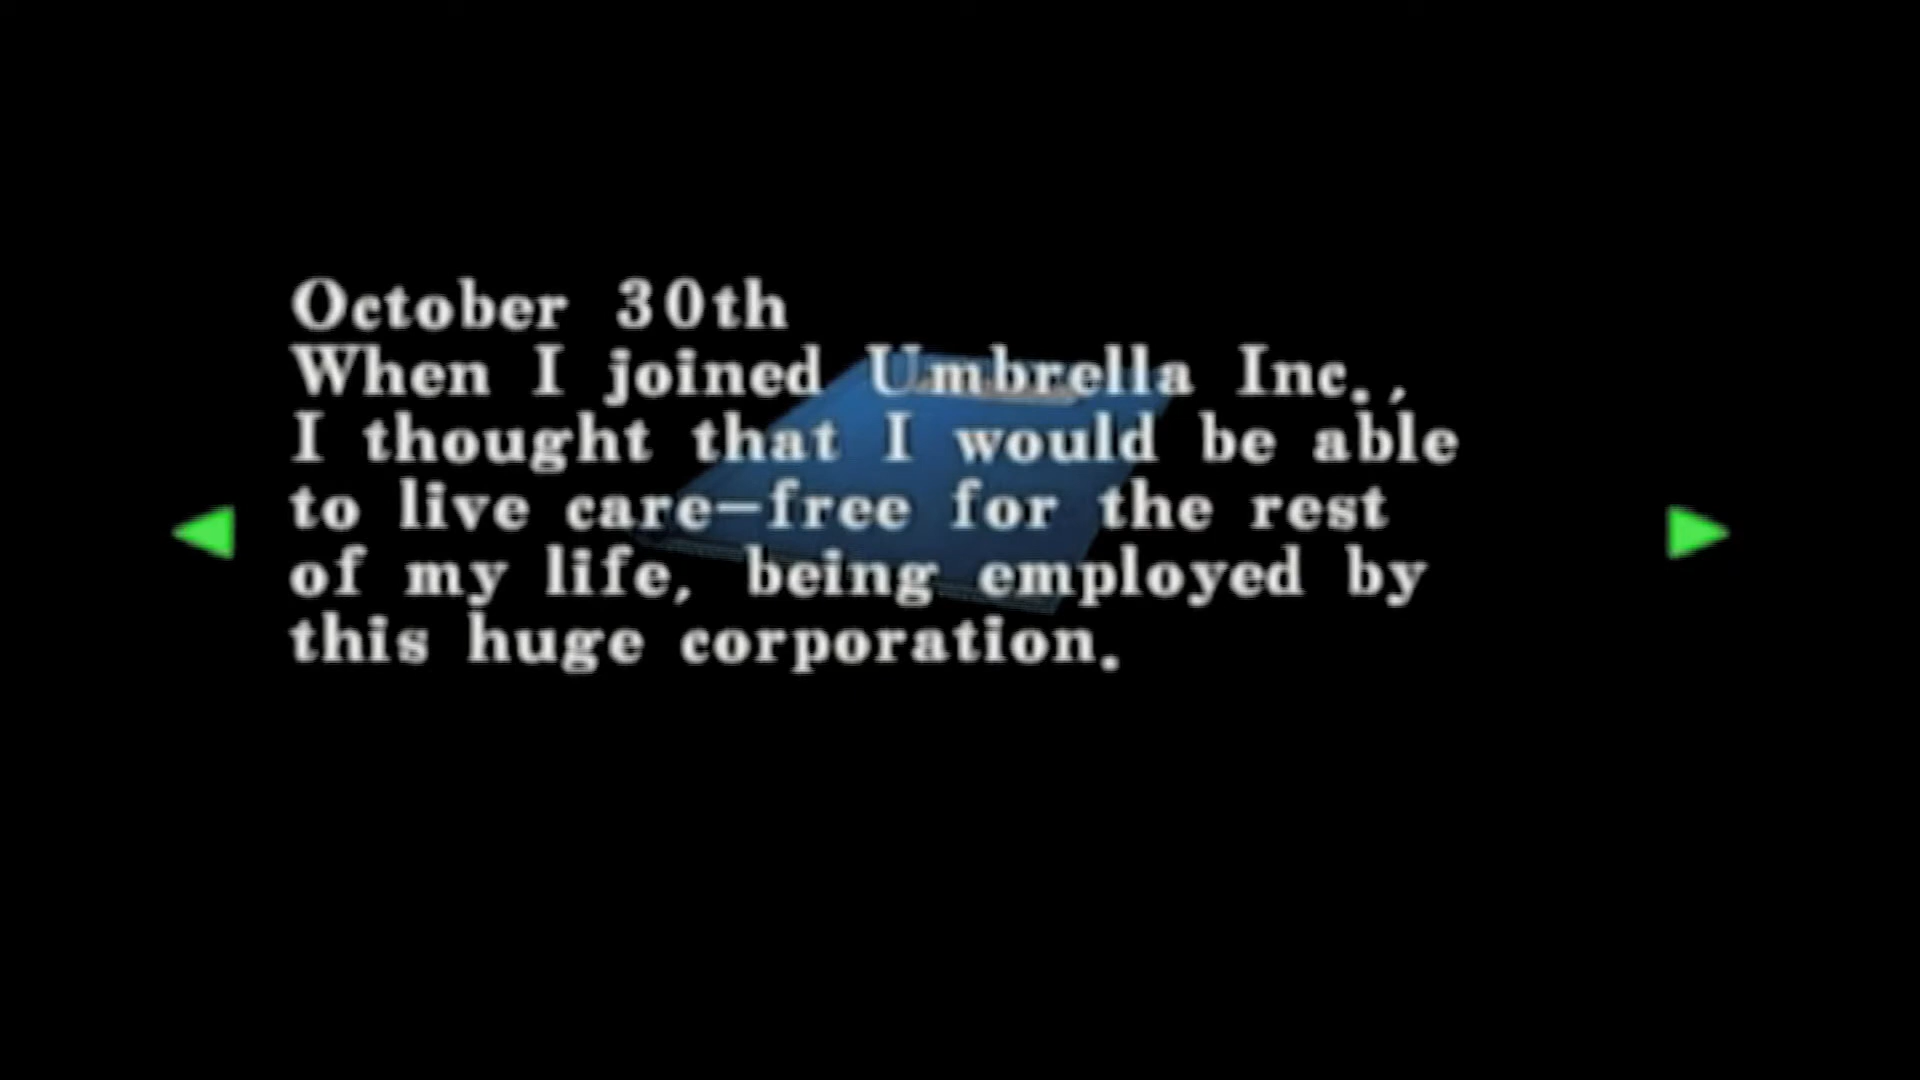 October 30th
When I joined Umbrella Inc.,
I thought that I would be able
to live care-free for the rest
of my life, being employed by
this huge corporation.